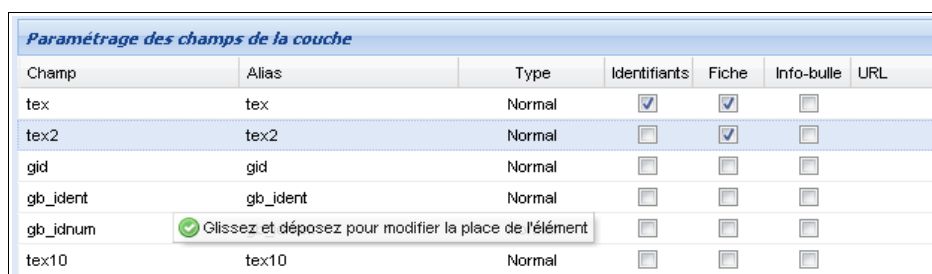 Paramétrage des champs de la couche
Champ Alias Type Identifiants Fiche Info-bulle URL
tex tex Normal
tex2 tex2 Normal
gid gid Normal
gb_ident gb_ident Normal
gb_idnum Glissez et déposez pour modifier la place de l'élément
tex10 tex10 Normal